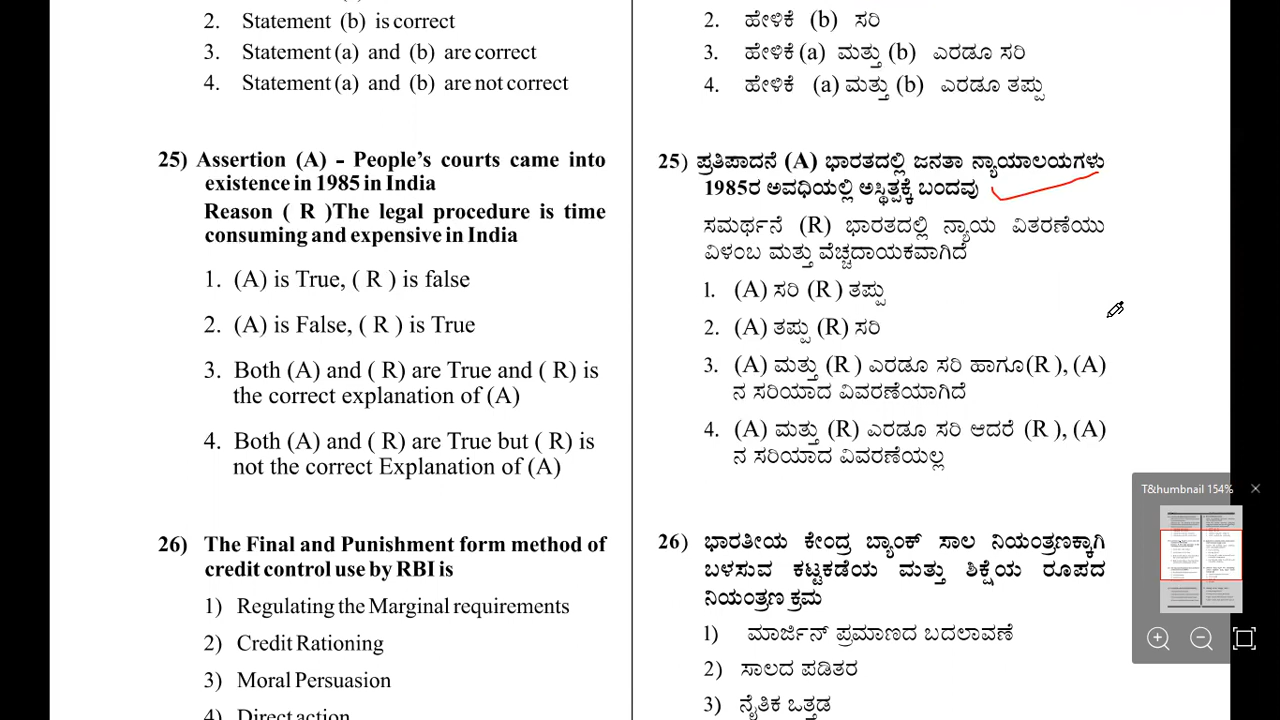 2. Statement (b) is correct
3. Statement (a) and (b) are correct
4. Statement (a) and (b) are not correct
25) Assertion (A) - People's courts came into
existence in 1985 in India
Reason ( R )The legal procedure is time
consuming and expensive in India
1. (A) is True, ( R ) is false
2. (A) is False, ( R ) is True
3. Both (A) and ( R ) are True and ( R ) is
the correct explanation of (A)
4. Both (A) and ( R ) are True but ( R ) is
not the correct Explanation of (A)
26) The Final and Punishment form method of
credit control use by RBI is
1) Regulating the Marginal requirements
2) Credit Rationing
3) Moral Persuasion
4) Direct action
2. ಹೇಳಿಕೆ (b) ಸರಿ
3. ಹೇಳಿಕೆ (a) ಮತ್ತು (b) ಎರಡೂ ಸರಿ
4. ಹೇಳಿಕೆ (a) ಮತ್ತು (b) ಎರಡೂ ತಪ್ಪು
25) ಪ್ರತಿಪಾದನೆ (A) ಭಾರತದಲ್ಲಿ ಜನತಾ ನ್ಯಾಯಾಲಯಗಳು
1985ರ ಅವಧಿಯಲ್ಲಿ ಅಸ್ಥಿತ್ವಕ್ಕೆ ಬಂದವು
ಸಮರ್ಥನೆ (R) ಭಾರತದಲ್ಲಿ ನ್ಯಾಯ ವಿತರಣೆಯು
ವಿಳಂಬ ಮತ್ತು ವೆಚ್ಚದಾಯಕವಾಗಿದೆ
1. (A) ಸರಿ (R ) ತಪ್ಪು
2. (A) ತಪ್ಪು (R) ಸರಿ
3. (A) ಮತ್ತು (R ) ಎರಡೂ ಸರಿ ಹಾಗೂ(R ), (A)
ನ ಸರಿಯಾದ ವಿವರಣೆಯಾಗಿದೆ
4. (A) ಮತ್ತು (R) ಎರಡೂ ಸರಿ ಆದರೆ (R ), (A)
ನ ಸರಿಯಾದ ವಿವರಣೆಯಲ್ಲ
26) ಭಾರತೀಯ ಕೇಂದ್ರ ಬ್ಯಾಂಕ್ ಸಾಲ ನಿಯಂತ್ರಣಕ್ಕಾಗಿ
ಬಳಸುವ ಕಟ್ಟಕಡೆಯ ಮತ್ತು ಶಿಕ್ಷೆಯ ರೂಪದ
ನಿಯಂತ್ರಣ ಕ್ರಮ
1) ಮಾರ್ಜಿನ್ ಪ್ರಮಾಣದ ಬದಲಾವಣೆ
2) ಸಾಲದ ಪಡಿತರ
3) ನೈತಿಕ ಒತ್ತಡ
T&humbnail 154%